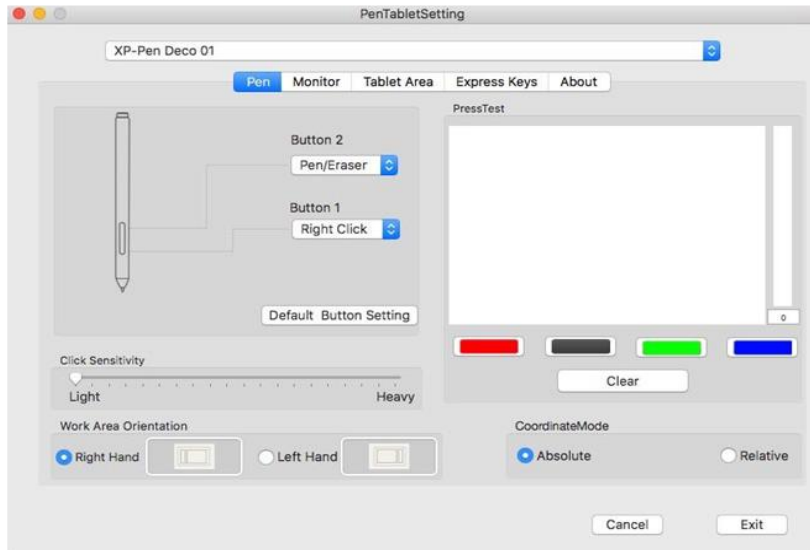 PenTabletSetting
XP-Pen Deco 01
Pen Monitor Tablet Area Express Keys About
PressTest
Button 2
Pen/Eraser
Button 1
Right Click
Default Button Setting
0
Clear
Click Sensitivity
Light Heavy
Work Area Orientation
Right Hand Left Hand
CoordinateMode
Absolute Relative
Cancel Exit